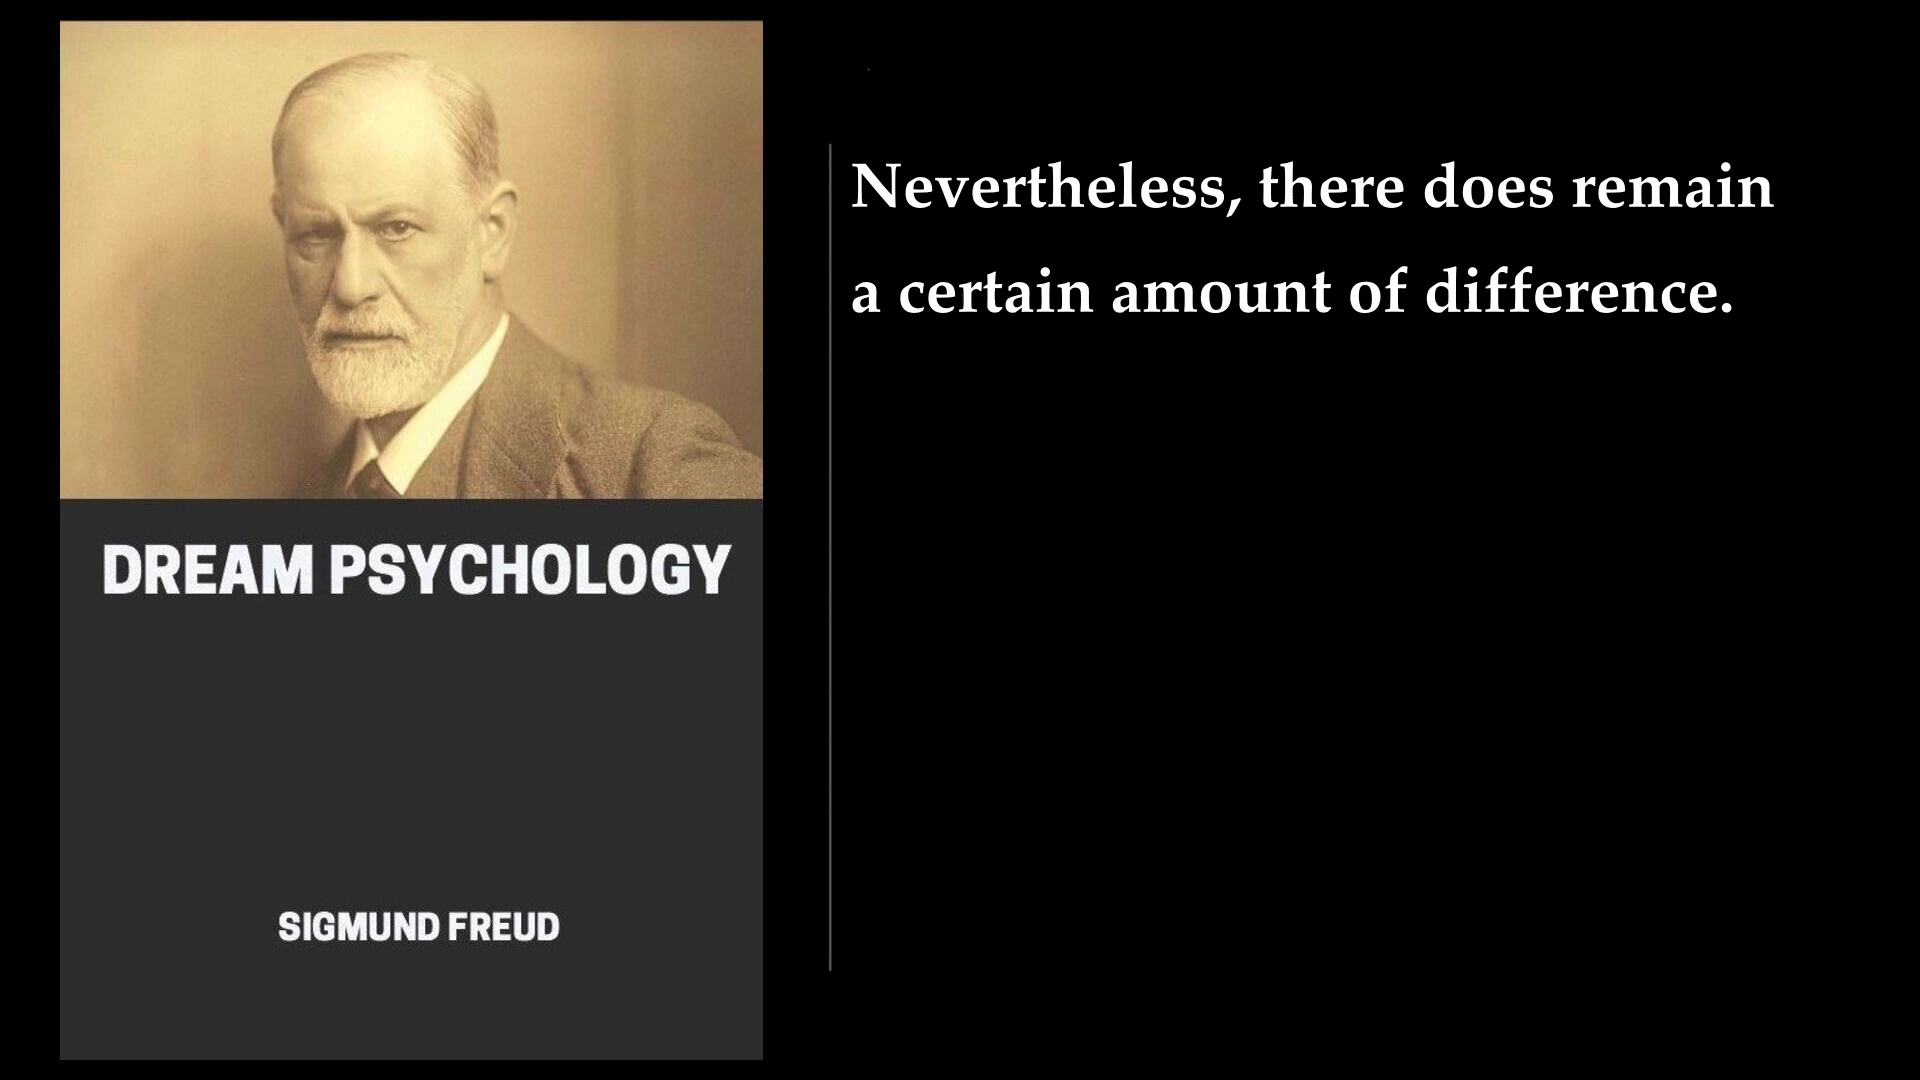 DREAM PSYCHOLOGY
SIGMUND FREUD
Nevertheless, there does remain
a certain amount of difference.